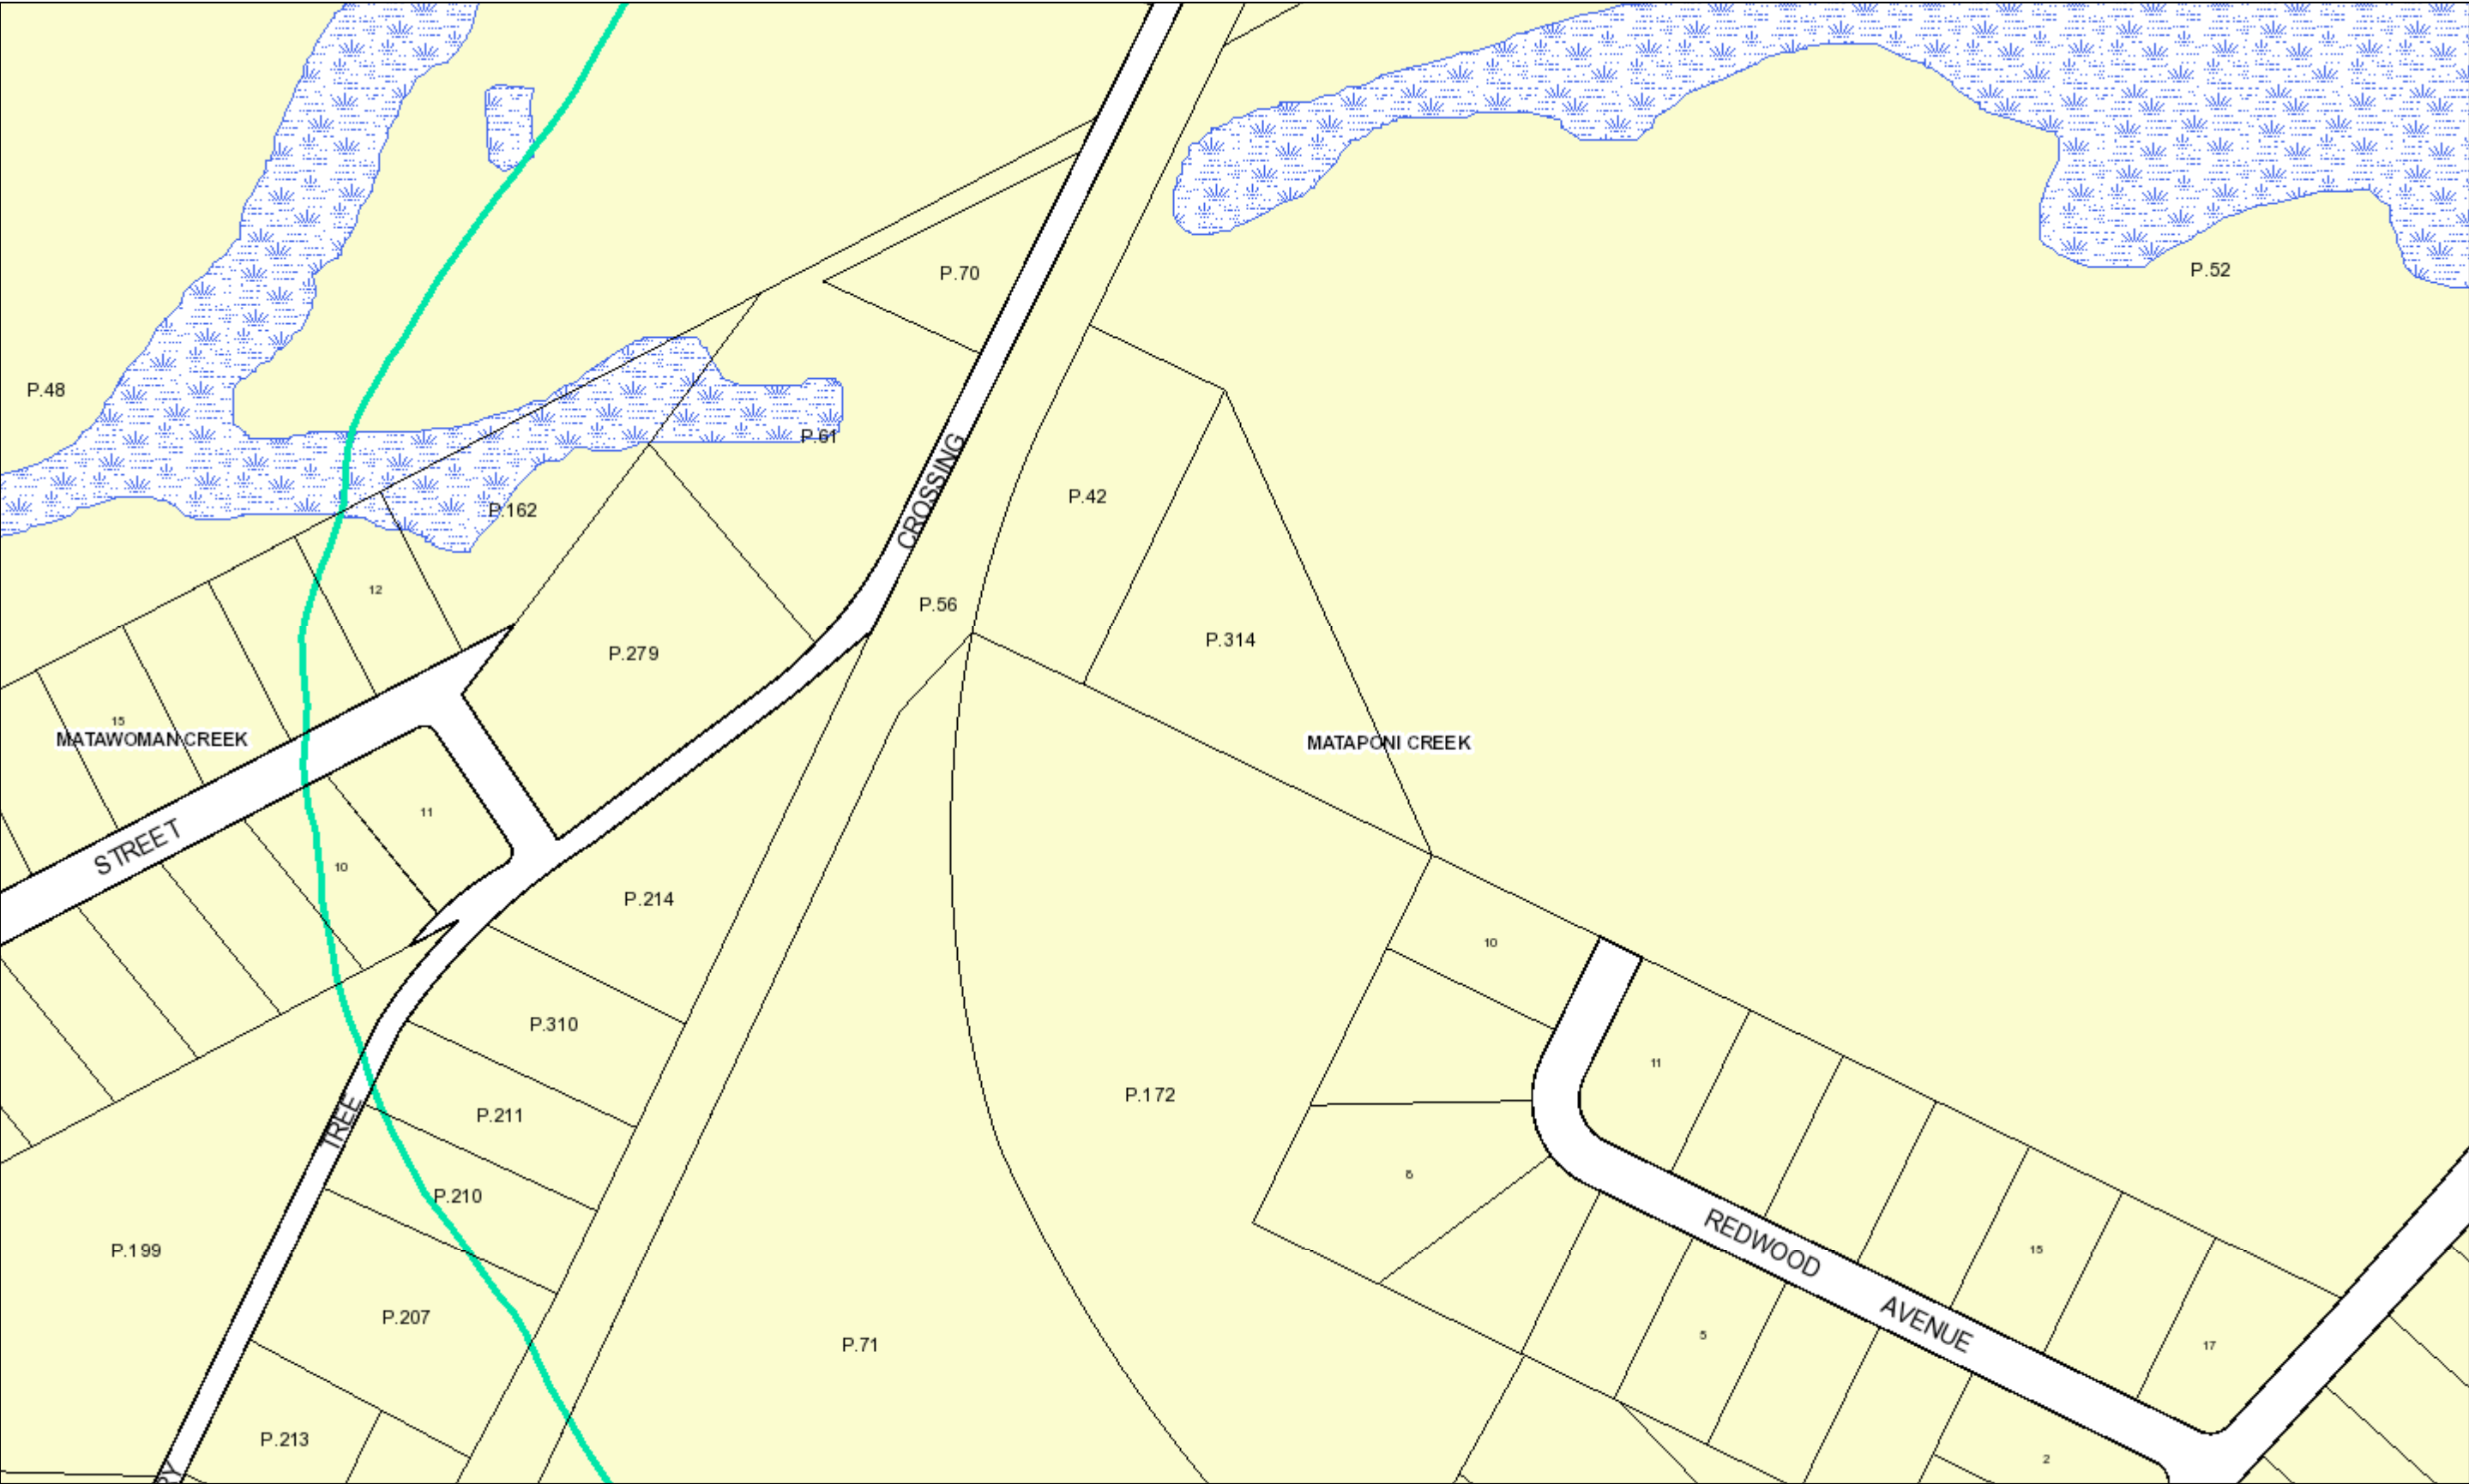 P.70
P.52
P.48
P.61
CROSSING
P.42
P.162
12
P.56
P.314
P.279
15
MATAWOMAN CREEK
MATAPONI CREEK
11
STREET
10
P.214
10
P.310
11
P.172
P.211
TREE
6
P.210
P.199
REDWOOD
15
P.207
AVENUE
5
P.71
17
P.213
2
RY